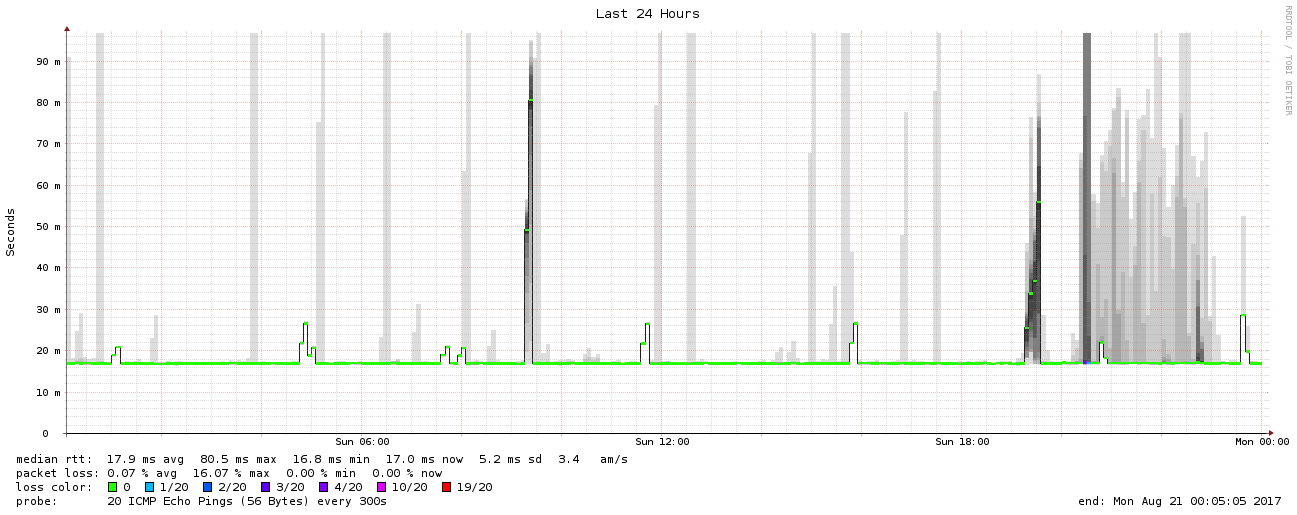 Last 24 Hours
RRDTOOL / TOBI OETIKER
Seconds
90 m
80 m
70 m
60 m
50 m
40 m
30 m
20 m
10 m
0
Sun 06:00 Sun 12:00 Sun 18:00 Mon 00:00
median rtt: 17.9 ms avg 80.5 ms max 16.8 ms min 17.0 ms now 5.2 ms sd 3.4 am/s
packet loss: 0.07 % avg 16.07 % max 0.00 % min 0.00 % now
loss color: 0 1/20 2/20 3/20 4/20 10/20 19/20
probe: 20 ICMP Echo Pings (56 Bytes) every 300s end: Mon Aug 21 00:05:05 2017